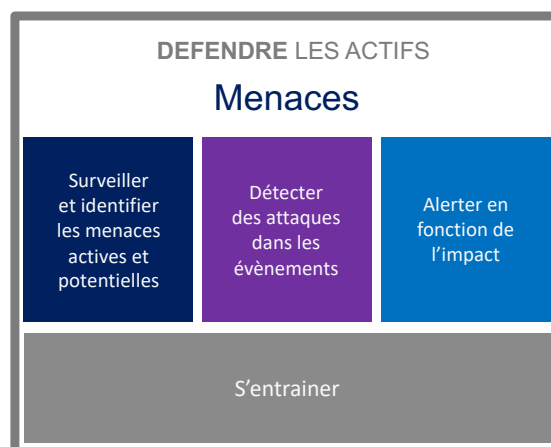 DEFENDRE LES ACTIFS
Menaces
Surveiller
et identifier
les menaces
actives et
potentielles
Détecter
des attaques
dans les
évènements
Alerter en
fonction de
l'impact
S'entrainer